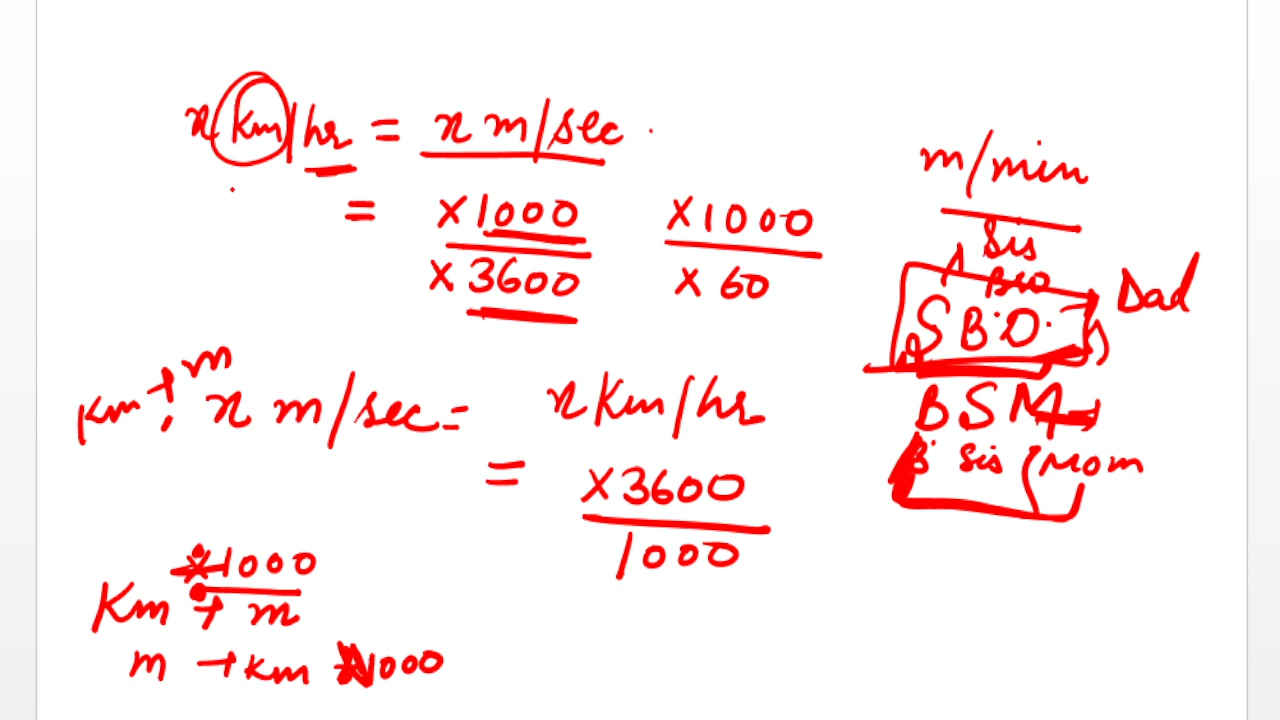 x km/hr = x m/sec
= ×1000 / ×3600
×1000 / ×60
m/min
Sis
Bro
SBD → Dad
BSM
B Sis Mom
Km → m
x m/sec = x Km/hr
= ×3600 / 1000
1000
Km → m
m → Km 1000